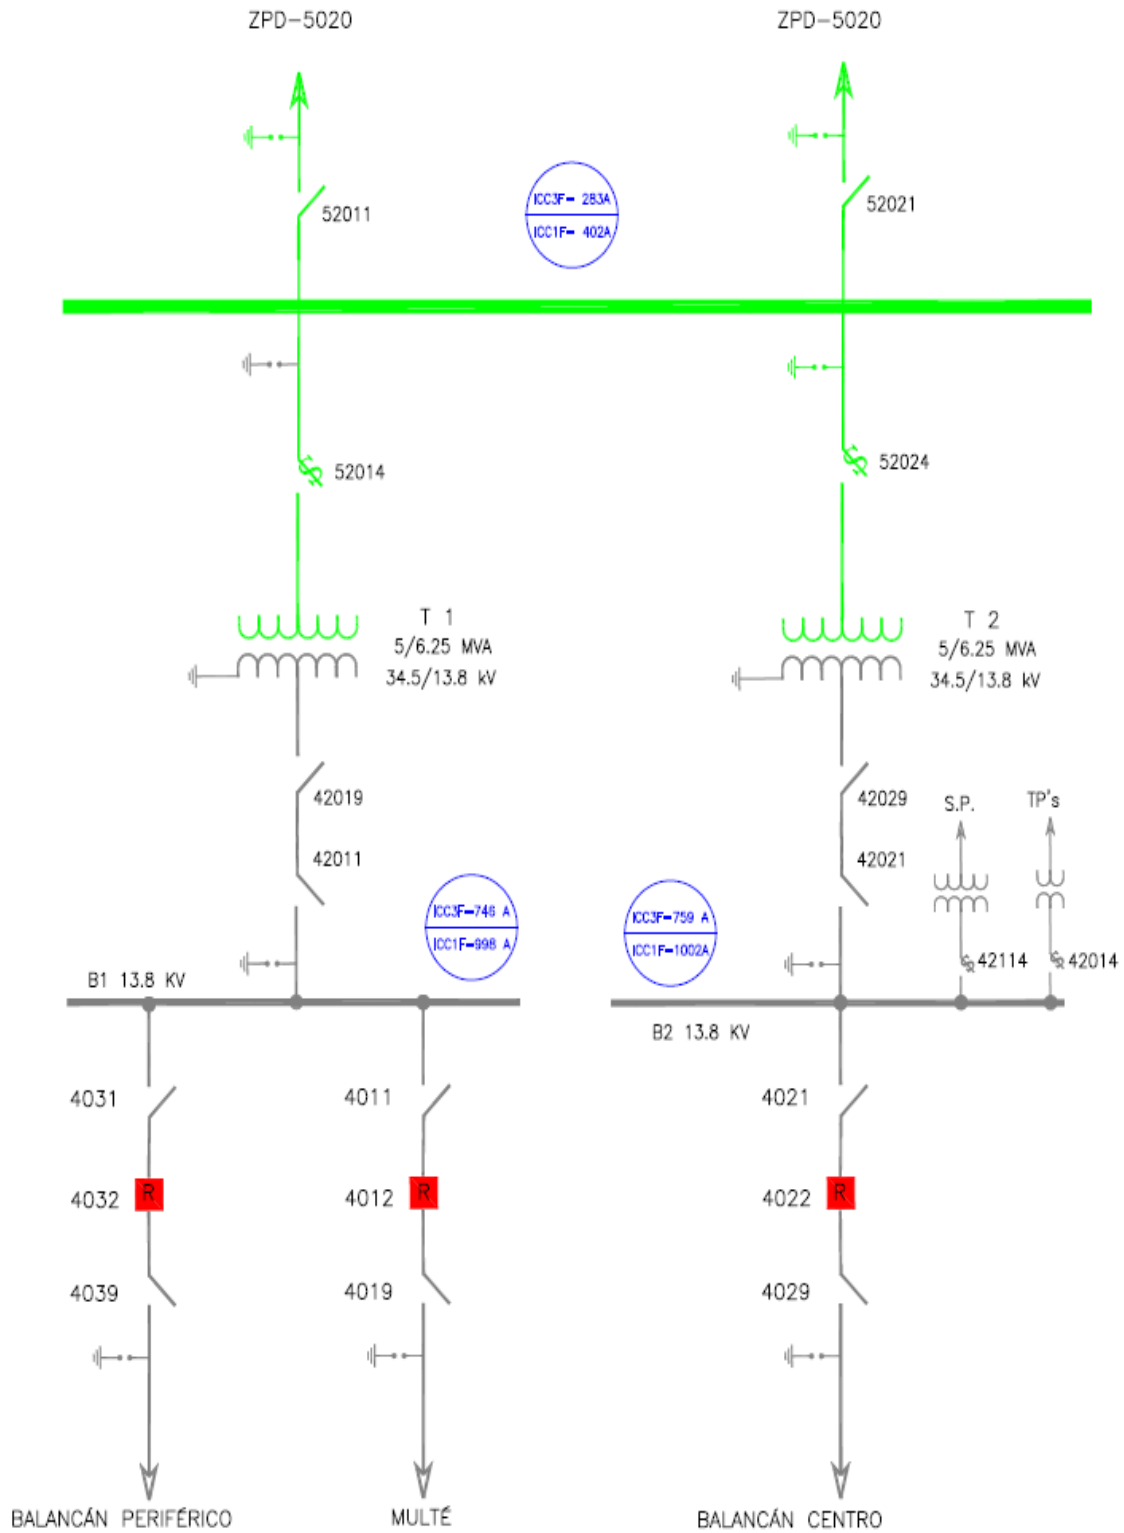 ZPD-5020
ZPD-5020
52011
ICC3F= 283A
ICC1F= 402A
52021
52014
52024
T 1
5/6.25 MVA
34.5/13.8 kV
T 2
5/6.25 MVA
34.5/13.8 kV
42019
42011
42029
42021
S.P.
TP's
ICC3F=746 A
ICC1F=998 A
ICC3F=759 A
ICC1F=1002A
42114
42014
B1 13.8 KV
B2 13.8 KV
4031
4011
4021
4032
R
4012
R
4022
R
4039
4019
4029
BALANCÁN PERIFÉRICO
MULTÉ
BALANCÁN CENTRO